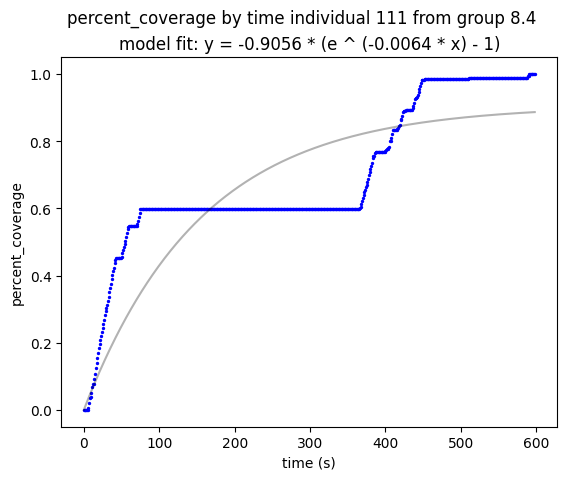 percent_coverage by time individual 111 from group 8.4
model fit: y = -0.9056 * (e ^ (-0.0064 * x) - 1)
1.0
0.8
0.6
0.4
0.2
0.0
percent_coverage
0 100 200 300 400 500 600
time (s)